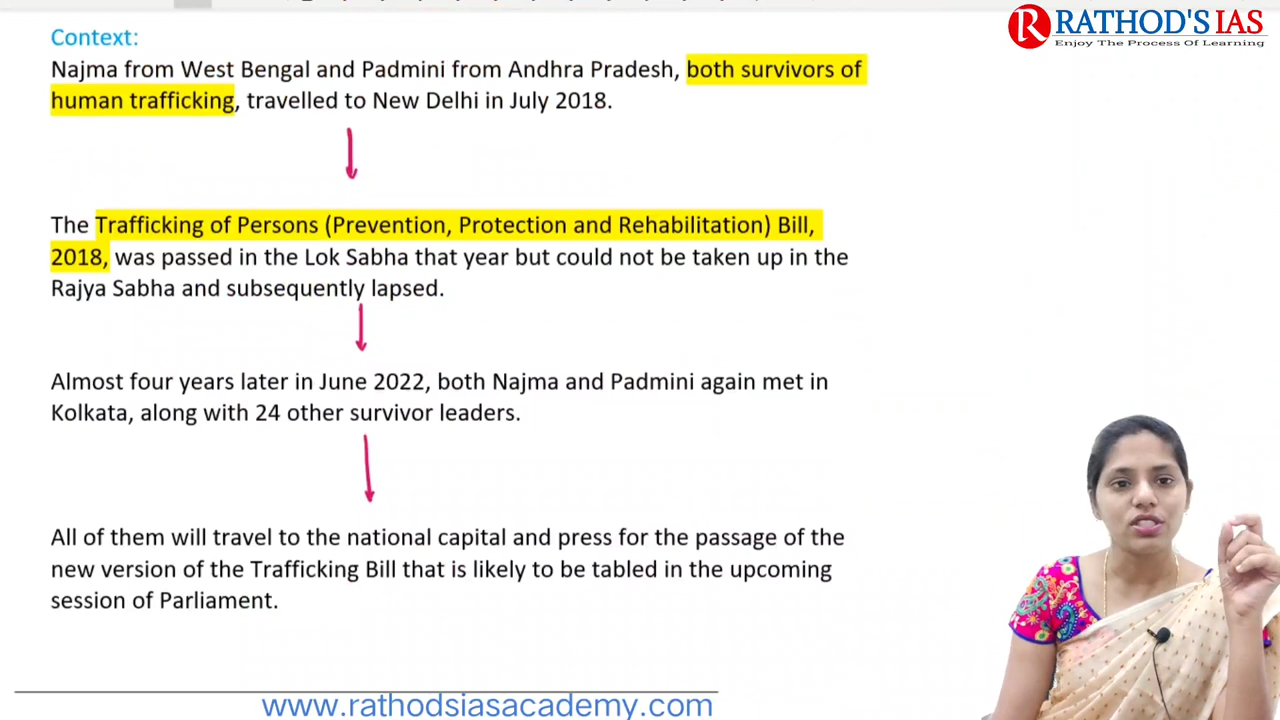 RATHOD'S IAS
Enjoy The Process Of Learning
Context:
Najma from West Bengal and Padmini from Andhra Pradesh, both survivors of
human trafficking, travelled to New Delhi in July 2018.
The Trafficking of Persons (Prevention, Protection and Rehabilitation) Bill,
2018, was passed in the Lok Sabha that year but could not be taken up in the
Rajya Sabha and subsequently lapsed.
Almost four years later in June 2022, both Najma and Padmini again met in
Kolkata, along with 24 other survivor leaders.
All of them will travel to the national capital and press for the passage of the
new version of the Trafficking Bill that is likely to be tabled in the upcoming
session of Parliament.
www.rathodsiasacademy.com